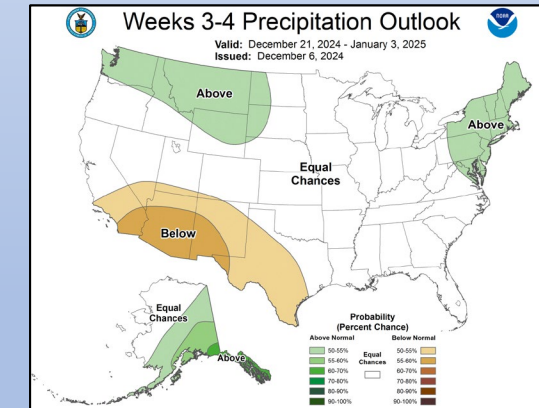 Weeks 3-4 Precipitation Outlook
Valid: December 21, 2024 - January 3, 2025
Issued: December 6, 2024
noaa
Above
Above
Equal
Chances
Below
Equal
Chances
Above
Probability
(Percent Chance)
Above Normal
Equal
Chances
Below Normal
50-55%
55-60%
60-70%
70-80%
80-90%
90-100%
50-55%
55-60%
60-70%
70-80%
80-90%
90-100%